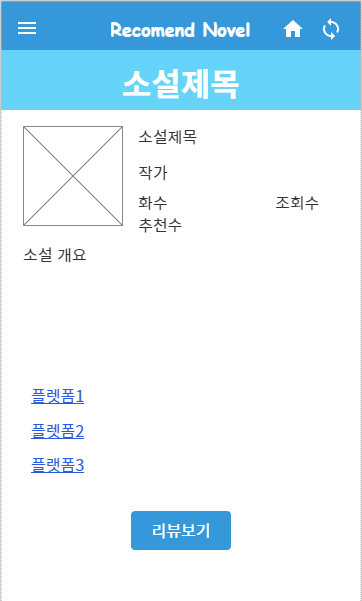 Recomend Novel
소설제목
소설제목
작가
화수 조회수
추천수
소설 개요
플렛폼1
플렛폼2
플랫폼3
리뷰보기